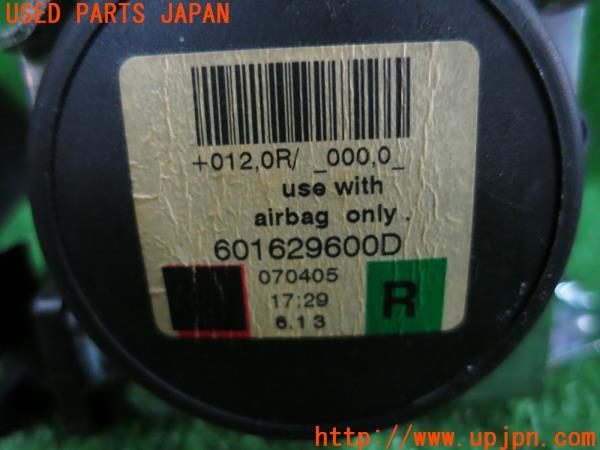 USED PARTS JAPAN
+012,0R/ _000,0_
use with
airbag only.
601629600D
070405
17:29
6.13
R
http://www.upjpn.com